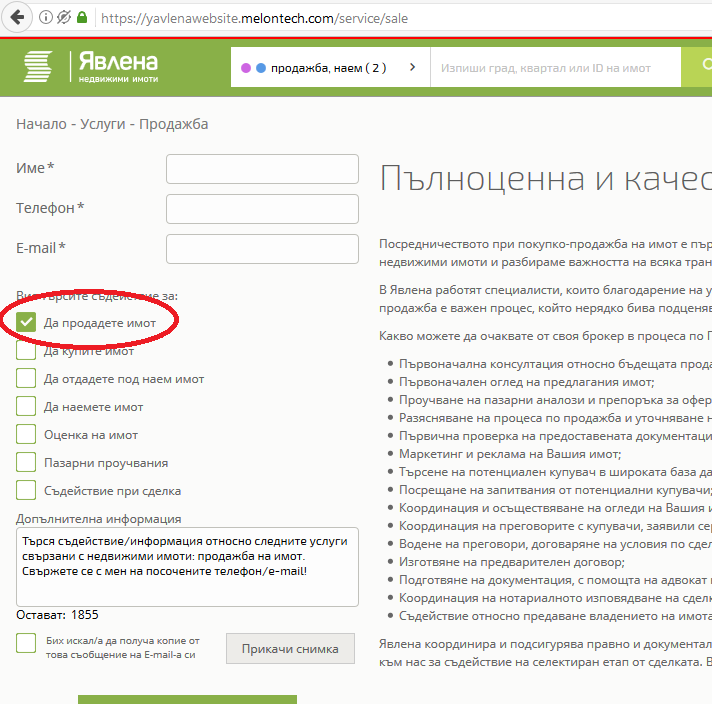 https://yavlenawebsite.melontech.com/service/sale
Явлена
недвижими имоти
продажба, наем ( 2 )
Изпиши град, квартал или ID на имот
Начало - Услуги - Продажба
Име *
Телефон *
E-mail *
Вие търсите съдействие за:
Да продадете имот
Да купите имот
Да отдадете под наем имот
Да наемете имот
Оценка на имот
Пазарни проучвания
Съдействие при сделка
Допълнителна информация
Търся съдействие/информация относно следните услуги
свързани с недвижими имоти: продажба на имот.
Свържете се с мен на посочените телефон/e-mail!
Остават: 1855
Бих искал/а да получа копие от
това съобщение на E-mail-а си
Прикачи снимка
Пълноценна и качес
Посредничеството при покупко-продажба на имот е пър
недвижими имоти и разбираме важността на всяка тран
В Явлена работят специалисти, които благодарение на у
продажба е важен процес, който нерядко бива подценяв
Какво можете да очаквате от своя брокер в процеса по П
Първоначална консултация относно бъдещата прода
Първоначален оглед на предлагания имот;
Проучване на пазарни анализи и препоръка за офер
Разясняване на процеса по продажба и уточняване н
Първична проверка на предоставената документаци
Маркетинг и реклама на Вашия имот;
Търсене на потенциален купувач в широката база да
Посрещане на запитвания от потенциални купувачи;
Координация и осъществяване на огледи на Вашия и
Координация на преговорите с купувачи, заявили сер
Водене на преговори, договаряне на условия по сдел
Изготвяне на предварителен договор;
Подготвяне на документация, с помощта на адвокат
Координация на нотариалното изповядване на сделк
Съдействие относно предаване владението на имота
Явлена координира и подсигурява правно и документал
към нас за съдействие на селектиран етап от сделката. В